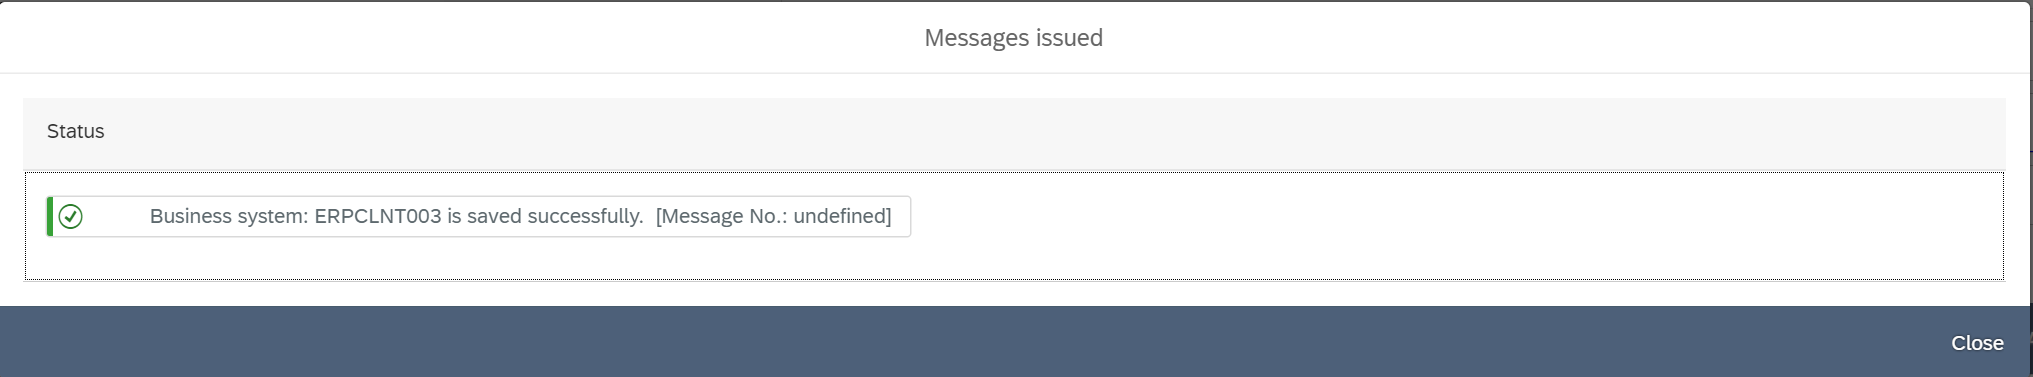 Messages issued
Status
Business system: ERPCLNT003 is saved successfully. [Message No.: undefined]
Close